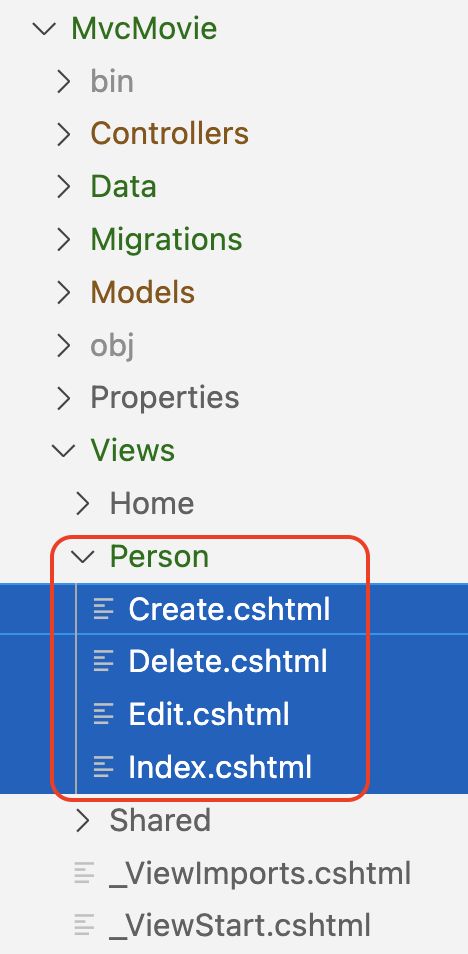 MvcMovie
bin
Controllers
Data
Migrations
Models
obj
Properties
Views
Home
Person
Create.cshtml
Delete.cshtml
Edit.cshtml
Index.cshtml
Shared
_ViewImports.cshtml
_ViewStart.cshtml